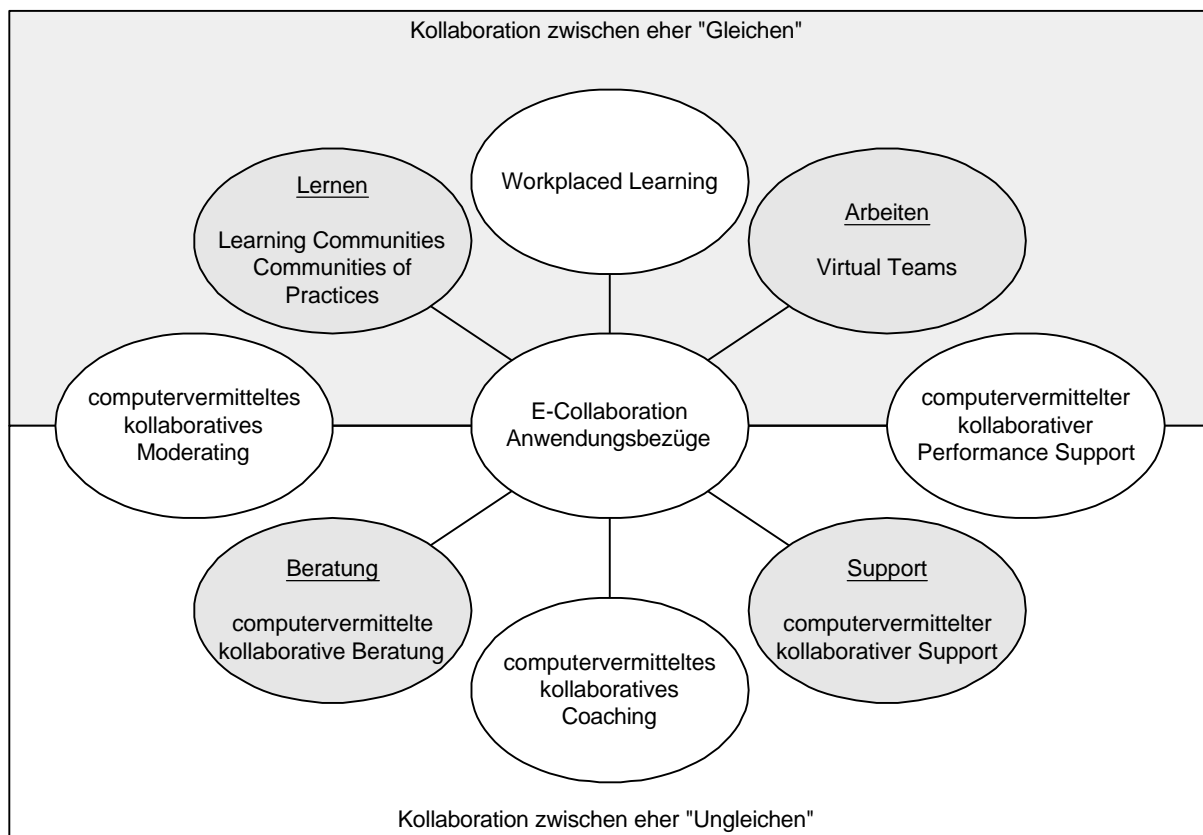 Kollaboration zwischen eher "Gleichen"
Workplaced Learning
Lernen
Learning Communities
Communities of
Practices
Arbeiten
Virtual Teams
computervermitteltes
kollaboratives
Moderating
E-Collaboration
Anwendungsbezüge
computervermittelter
kollaborativer
Performance Support
Beratung
computervermittelte
kollaborative Beratung
Support
computervermittelter
kollaborativer Support
computervermitteltes
kollaboratives
Coaching
Kollaboration zwischen eher "Ungleichen"